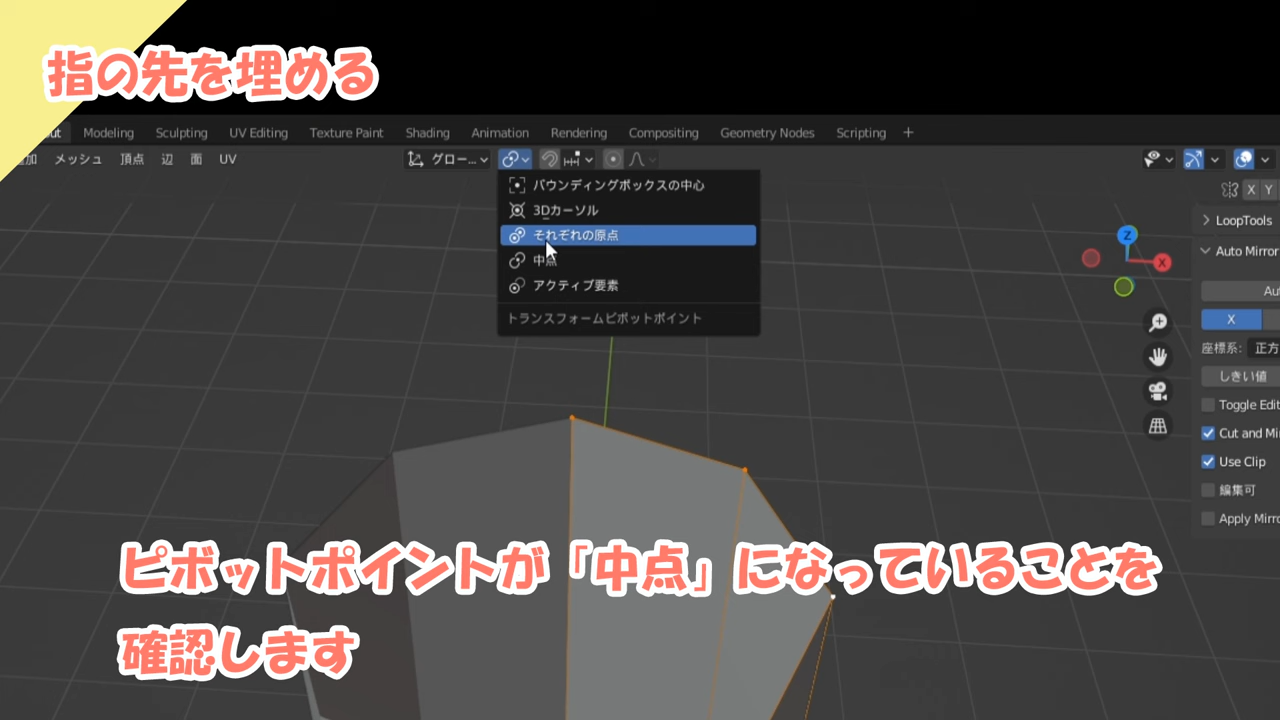 指の先を埋める
Modeling Sculpting UV Editing Texture Paint Shading Animation Rendering Compositing Geometry Nodes Scripting +
メッシュ 頂点 辺 面 UV グロー...
バウンディングボックスの中心
X Y
3Dカーソル
LoopTools
それぞれの原点
Z
Auto Mirror
中点
X
アクティブ要素
トランスフォームピボットポイント
X
座標系: 正方
しきい値
Toggle Edit
Cut and Mi
Use Clip
編集可
Apply Mirro
ピボットポイントが「中点」になっていることを
確認します